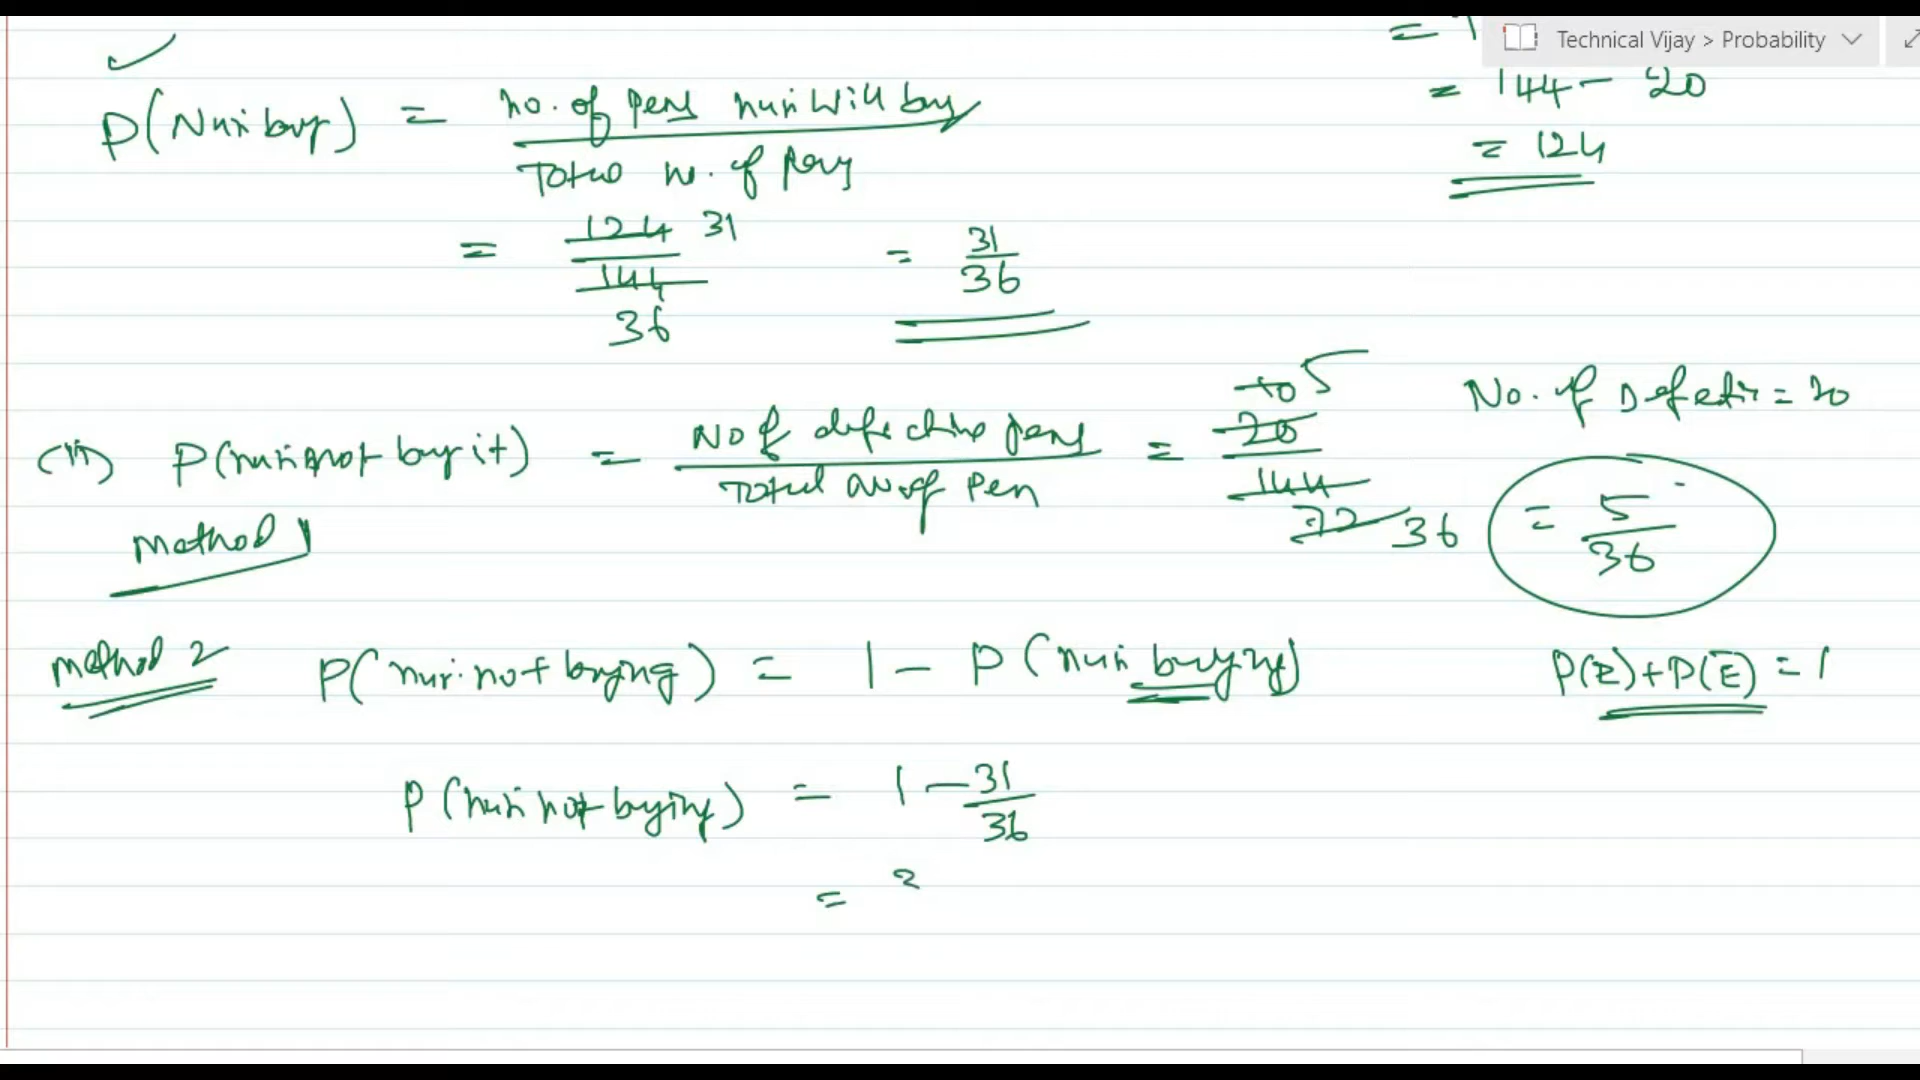 Technical Vijay > Probability
= 144 - 20
= 124
P(Nuri buy) = no. of pens nuri will buy / Total no. of pens
= 124 31 / 144 36 = 31/36
No. of Defective = 20
(ii) P(nuri not buy it) = No of defective pens / Total no of Pen = 10 5 20 / 144 72 36 = 5/36
Method 1
method 2 P(nuri not buying) = 1 - P(nuri buying) P(E) + P(E̅) = 1
P(nuri not buying) = 1 - 31/36
= 3